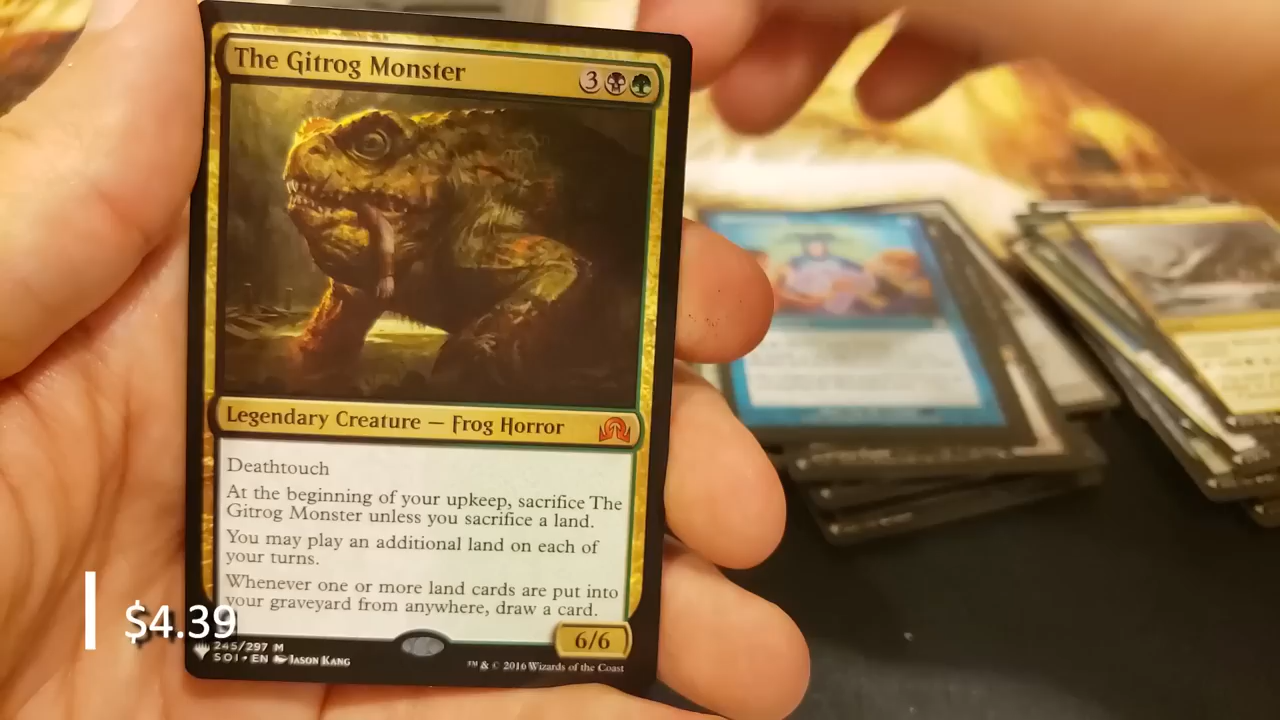 The Gitrog Monster
3
Legendary Creature — Frog Horror
Deathtouch
At the beginning of your upkeep, sacrifice The
Gitrog Monster unless you sacrifice a land.
You may play an additional land on each of
your turns.
Whenever one or more land cards are put into
your graveyard from anywhere, draw a card.
$4.39
6/6
245/297 M
SOI • EN Jason Kang
™ & © 2016 Wizards of the Coast